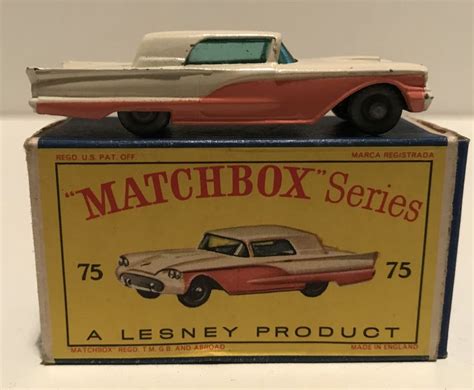 REGD. U.S. PAT. OFF. MARCA REGISTRADA
"MATCHBOX" Series
75 75
A LESNEY PRODUCT
"MATCHBOX" REGD. T.M. G.B. AND ABROAD MADE IN ENGLAND